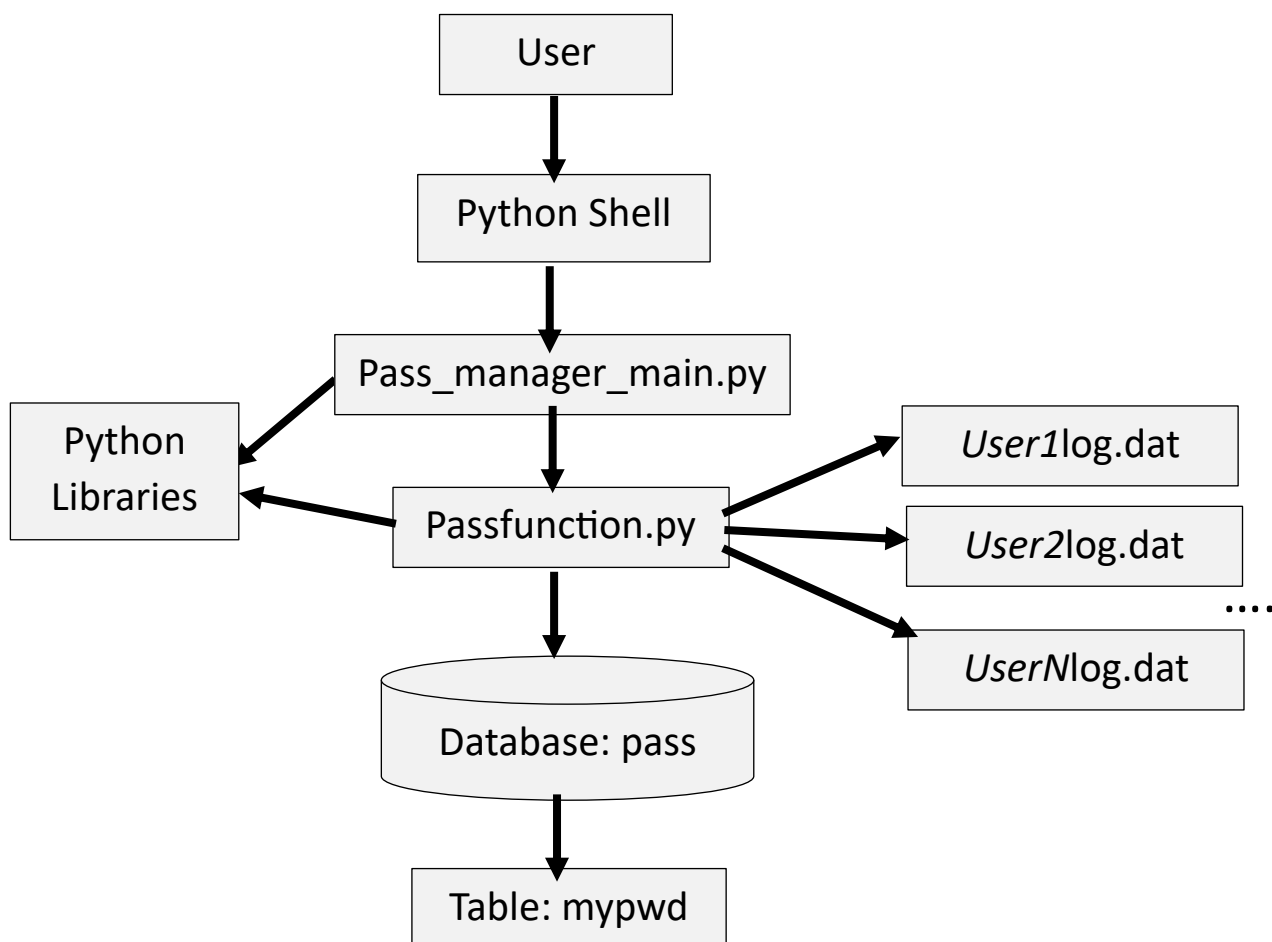 User
Python Shell
Pass_manager_main.py
Python
Libraries
Passfunction.py
User1log.dat
User2log.dat
....
UserNlog.dat
Database: pass
Table: mypwd